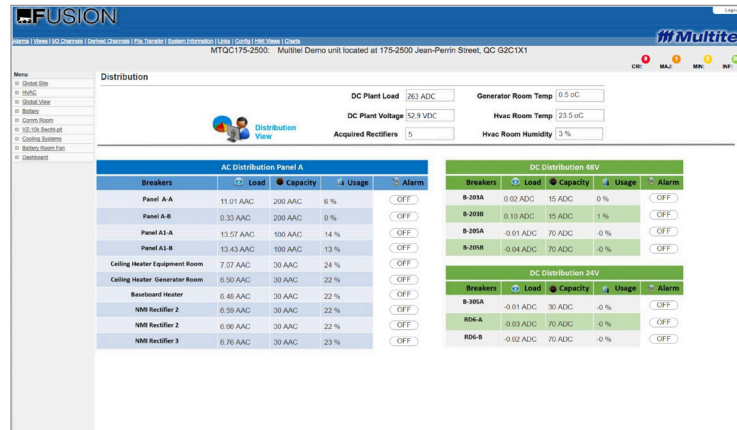 FUSION
Alarms | Views | I/O Channels | Derived Channels | File Transfer | System Information | Links | Config | HMI Views | Charts
MTQC175-2500: Multitel Demo unit located at 175-2500 Jean-Perrin Street, QC G2C1X1
Multite
CRI: 9 MAJ: 1 MIN: INF:
Menu
Global Site
HVAC
Global View
Battery
Comm Room
Cooling Systems
Battery Room Fan
Dashboard
Distribution
DC Plant Load 263 ADC Generator Room Temp 0.5 oC
DC Plant Voltage 52.9 VDC Hvac Room Temp 23.5 oC
Acquired Rectifiers 5 Hvac Room Humidity 3 %
Distribution
View
AC Distribution Panel A
Breakers Load Capacity Usage Alarm
Panel A-A 11.01 AAC 200 AAC 6 % OFF
Panel A-B 0.33 AAC 200 AAC 0 % OFF
Panel A1-A 13.57 AAC 100 AAC 14 % OFF
Panel A1-B 13.43 AAC 100 AAC 13 % OFF
Ceiling Heater Equipment Room 7.07 AAC 30 AAC 24 % OFF
Ceiling Heater Generator Room 6.50 AAC 30 AAC 22 % OFF
Baseboard Heater 6.48 AAC 30 AAC 22 % OFF
NMI Rectifier 2 6.59 AAC 30 AAC 22 % OFF
NMI Rectifier 2 6.66 AAC 30 AAC 22 % OFF
NMI Rectifier 3 6.76 AAC 30 AAC 23 % OFF
DC Distribution 48V
Breakers Load Capacity Usage Alarm
B-203A 0.02 ADC 15 ADC 0 % OFF
B-203B 0.10 ADC 15 ADC 1 % OFF
B-205A -0.01 ADC 70 ADC -0 % OFF
B-205B -0.04 ADC 70 ADC -0 % OFF
DC Distribution 24V
Breakers Load Capacity Usage Alarm
B-305A -0.01 ADC 30 ADC -0 % OFF
RD6-A -0.03 ADC 70 ADC -0 % OFF
RD6-B -0.02 ADC 70 ADC -0 % OFF